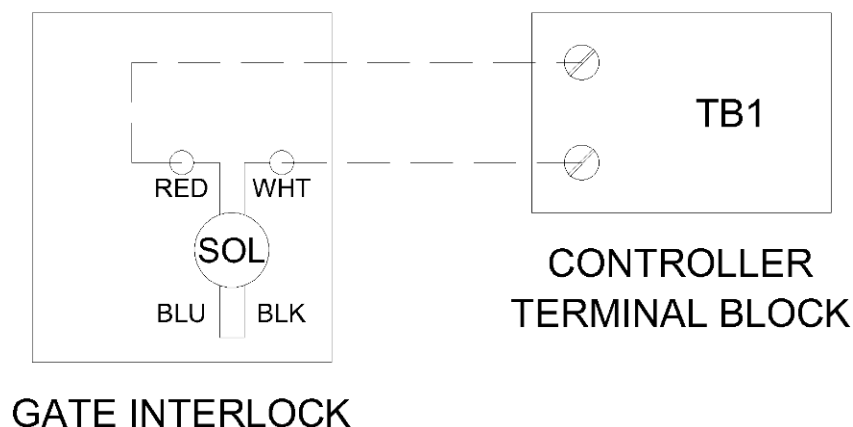 TB1
RED WHT
SOL
BLU BLK
CONTROLLER
TERMINAL BLOCK
GATE INTERLOCK